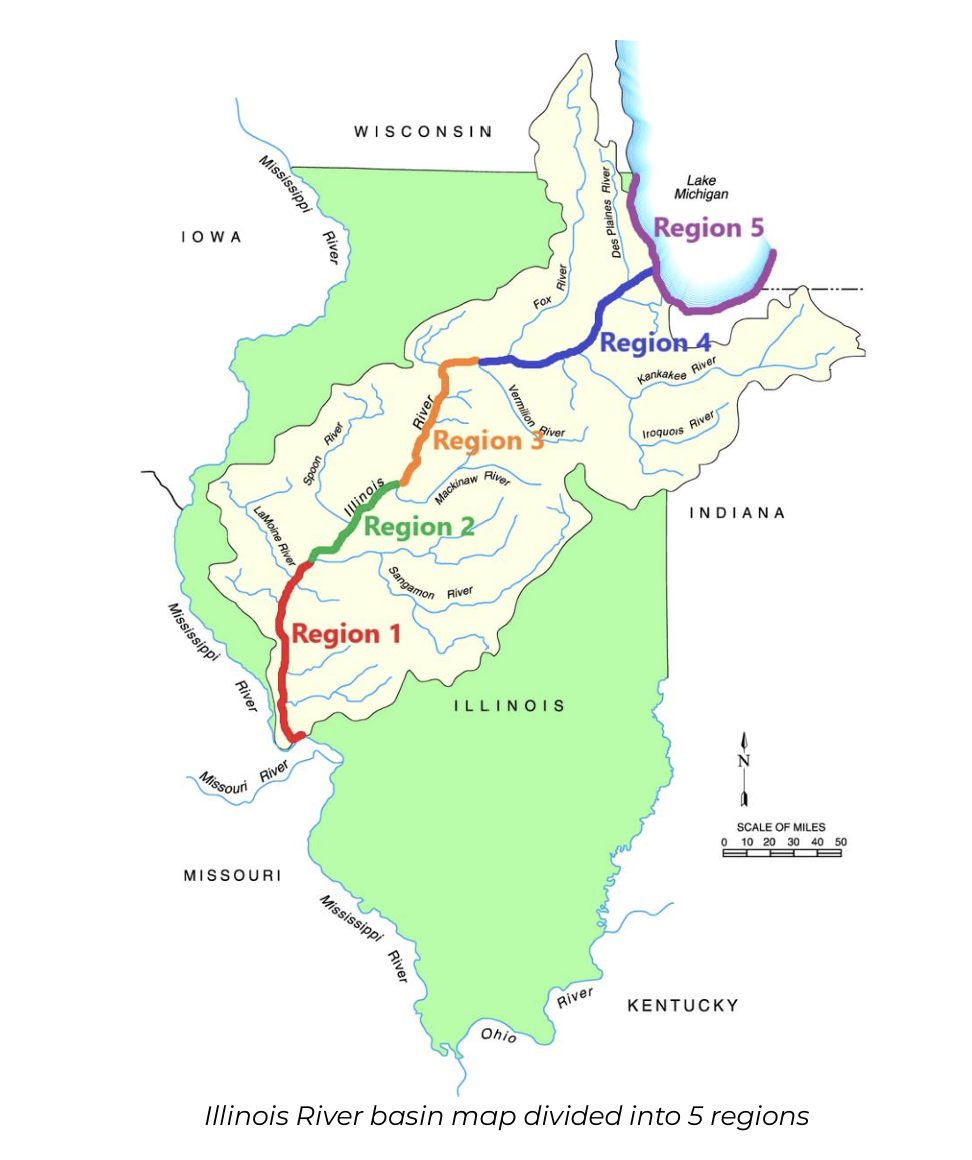 WISCONSIN
Lake
Michigan
Mississippi
River
IOWA
Des Plaines River
Region 5
Fox River
Region 4
Kankakee River
Vermilion River
River
Iroquois River
Region 3
Spoon River
Illinois
Mackinaw River
INDIANA
LaMoine River
Region 2
Sangamon River
Mississippi
River
Region 1
ILLINOIS
N
Missouri River
SCALE OF MILES
0 10 20 30 40 50
MISSOURI
Mississippi
River
River
KENTUCKY
Ohio
Illinois River basin map divided into 5 regions